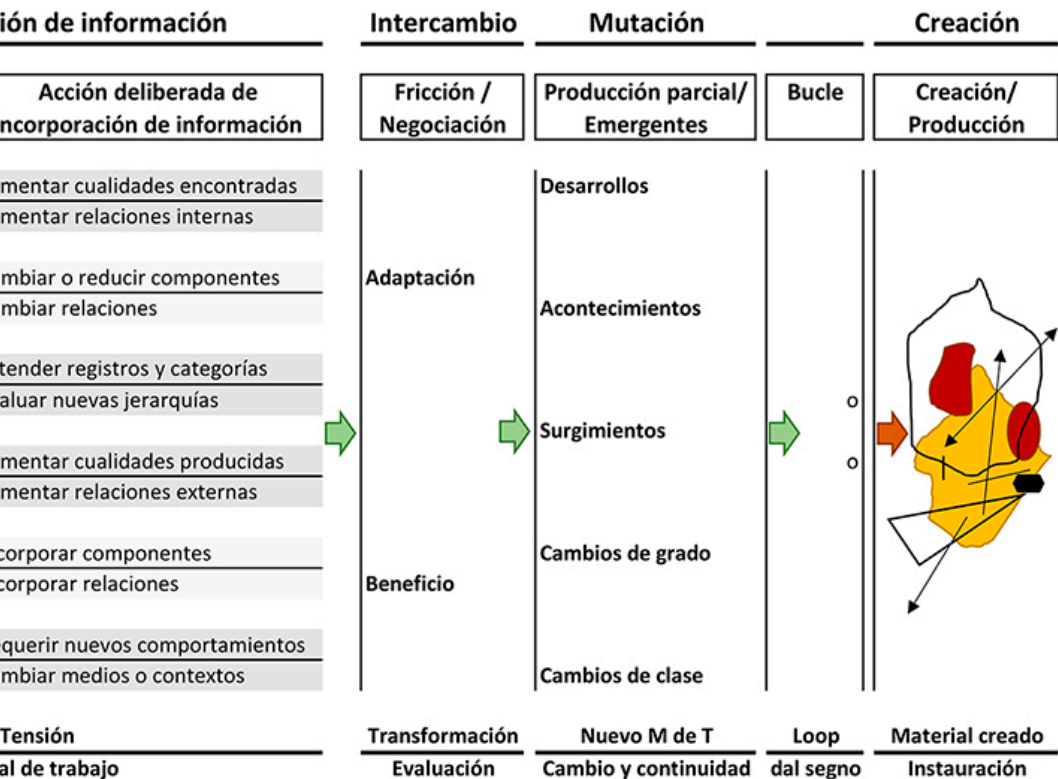 ión de información
Acción deliberada de
ncorporación de información
mentar cualidades encontradas
mentar relaciones internas
mbiar o reducir componentes
mbiar relaciones
tender registros y categorías
aluar nuevas jerarquías
mentar cualidades producidas
mentar relaciones externas
corporar componentes
corporar relaciones
equerir nuevos comportamientos
mbiar medios o contextos
Tensión
al de trabajo
Intercambio
Fricción /
Negociación
Adaptación
Beneficio
Transformación
Evaluación
Mutación
Producción parcial/
Emergentes
Desarrollos
Acontecimientos
Surgimientos
Cambios de grado
Cambios de clase
Nuevo M de T
Cambio y continuidad
Bucle
o
o
Loop
dal segno
Creación
Creación/
Producción
Material creado
Instauración